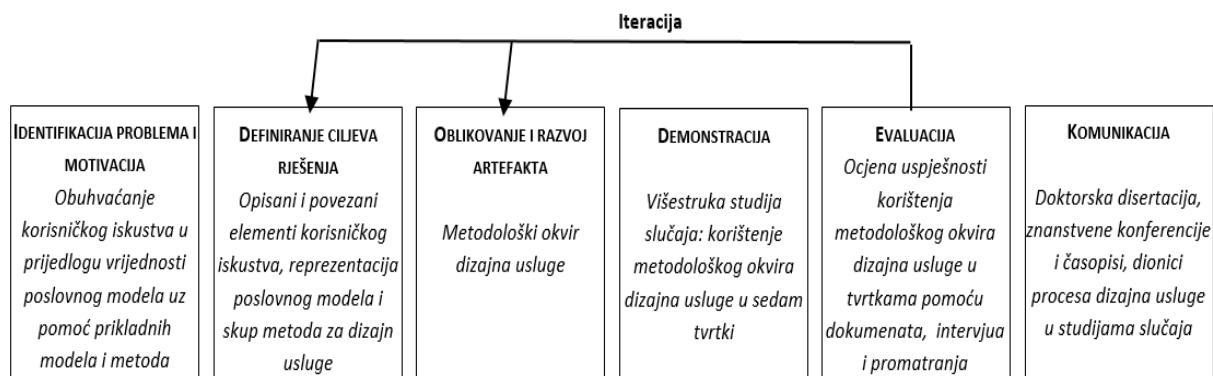 Iteracija
IDENTIFIKACIJA PROBLEMA I
MOTIVACIJA
Obuhvaćanje
korisničkog iskustva u
prijedlogu vrijednosti
poslovnog modela uz
pomoć prikladnih
modela i metoda
DEFINIRANJE CILJEVA
RJEŠENJA
Opisani i povezani
elementi korisničkog
iskustva, reprezentacija
poslovnog modela i
skup metoda za dizajn
usluge
OBLIKOVANJE I RAZVOJ
ARTEFAKTA
Metodološki okvir
dizajna usluge
DEMONSTRACIJA
Višestruka studija
slučaja: korištenje
metodološkog okvira
dizajna usluge u sedam
tvrtki
EVALUACIJA
Ocjena uspješnosti
korištenja
metodološkog okvira
dizajna usluge u
tvrtkama pomoću
dokumenata, intervjua
i promatranja
KOMUNIKACIJA
Doktorska disertacija,
znanstvene konferencije
i časopisi, dionici
procesa dizajna usluge
u studijama slučaja